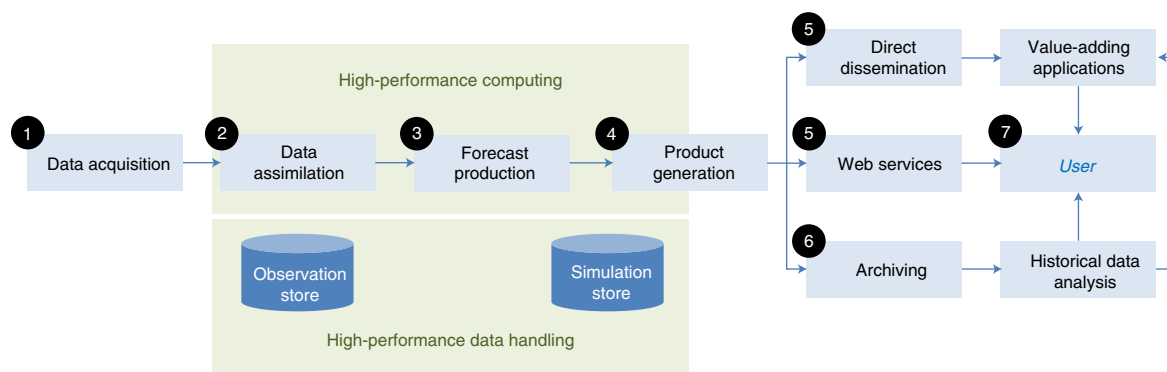 5
Direct
dissemination
Value-adding
applications
High-performance computing
1
Data acquisition
2
Data
assimilation
3
Forecast
production
4
Product
generation
5
Web services
7
User
6
Archiving
Historical data
analysis
Observation
store
Simulation
store
High-performance data handling